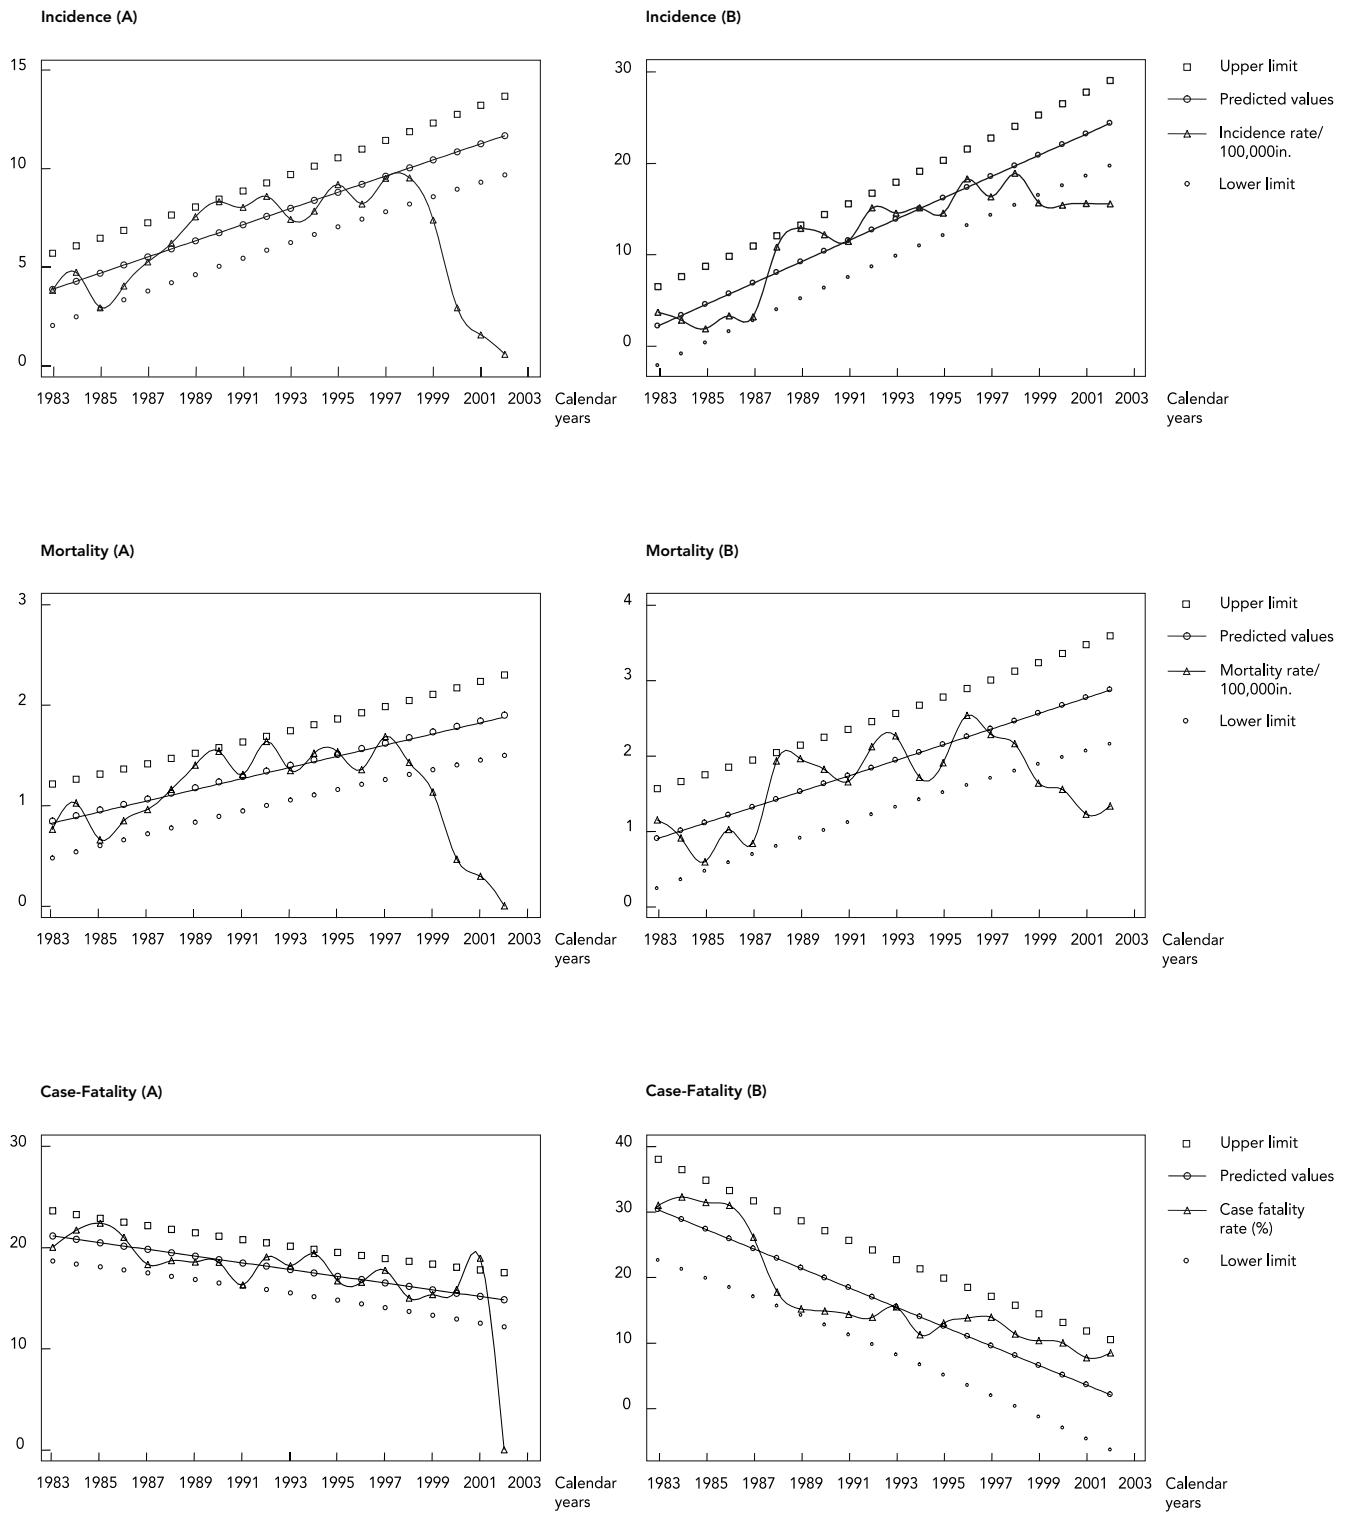 Incidence (A)
15
10
5
0
1983 1985 1987 1989 1991 1993 1995 1997 1999 2001 2003
Calendar
years
Incidence (B)
30
20
10
0
1983 1985 1987 1989 1991 1993 1995 1997 1999 2001 2003
Calendar
years
Upper limit
Predicted values
Incidence rate/
100,000in.
Lower limit
Mortality (A)
3
2
1
0
1983 1985 1987 1989 1991 1993 1995 1997 1999 2001 2003
Calendar
years
Mortality (B)
4
3
2
1
0
1983 1985 1987 1989 1991 1993 1995 1997 1999 2001 2003
Calendar
years
Upper limit
Predicted values
Mortality rate/
100,000in.
Lower limit
Case-Fatality (A)
30
20
10
0
1983 1985 1987 1989 1991 1993 1995 1997 1999 2001 2003
Calendar
years
Case-Fatality (B)
40
30
20
10
0
1983 1985 1987 1989 1991 1993 1995 1997 1999 2001 2003
Calendar
years
Upper limit
Predicted values
Case fatality
rate (%)
Lower limit